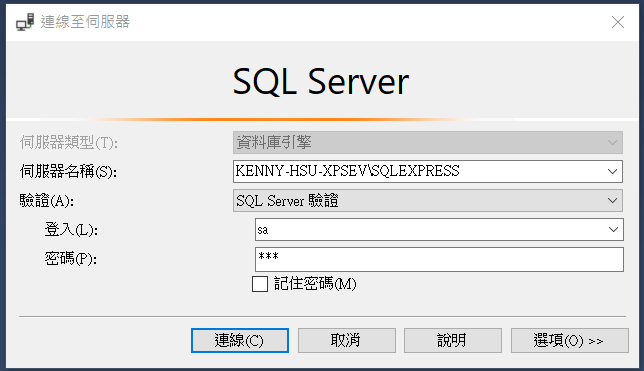 連線至伺服器
SQL Server
伺服器類型(T): 資料庫引擎
伺服器名稱(S): KENNY-HSU-XPSEV\SQLEXPRESS
驗證(A): SQL Server 驗證
登入(L): sa
密碼(P): ***
記住密碼(M)
連線(C) 取消 說明 選項(O) >>